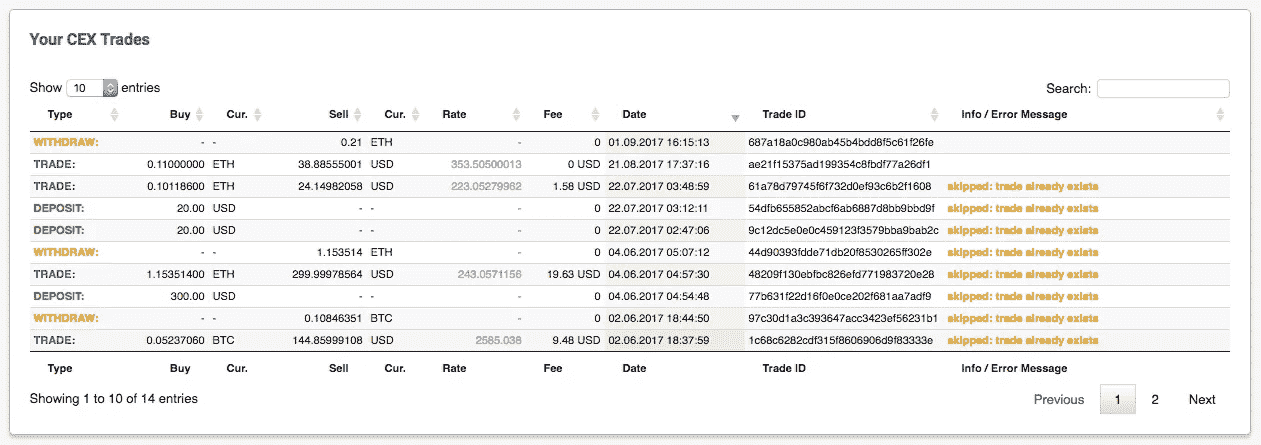 Your CEX Trades
Show 10 entries Search:
Type Buy Cur. Sell Cur. Rate Fee Date Trade ID Info / Error Message
WITHDRAW: - - 0.21 ETH - 0 01.09.2017 16:15:13 687a18a0c980ab45b4bdd8f5c61f26fe
TRADE: 0.11000000 ETH 38.88555001 USD 353.50500013 0 USD 21.08.2017 17:37:16 ae21f15375ad199354c8fbdf77a26df1
TRADE: 0.10118600 ETH 24.14982058 USD 223.05279962 1.58 USD 22.07.2017 03:48:59 61a78d79745f6f732d0ef93c6b2f1608 skipped: trade already exists
DEPOSIT: 20.00 USD - - - 0 22.07.2017 03:12:11 54dfb655852abcf6ab6887d8bb9bbd9f skipped: trade already exists
DEPOSIT: 20.00 USD - - - 0 22.07.2017 02:47:06 9c12dc5e0e0c459123f3579bba9bab2c skipped: trade already exists
WITHDRAW: - - 1.153514 ETH - 0 04.06.2017 05:07:12 44d90393fdde71db20f8530265ff302e skipped: trade already exists
TRADE: 1.15351400 ETH 299.99978564 USD 243.0571156 19.63 USD 04.06.2017 04:57:30 48209f130ebfbc826efd771983720e28 skipped: trade already exists
DEPOSIT: 300.00 USD - - - 0 04.06.2017 04:54:48 77b631f22d16f0e0ce202f681aa7adf9 skipped: trade already exists
WITHDRAW: - - 0.10846351 BTC - 0 02.06.2017 18:44:50 97c30d1a3c393647acc3423ef56231b1 skipped: trade already exists
TRADE: 0.05237060 BTC 144.85999108 USD 2585.038 9.48 USD 02.06.2017 18:37:59 1c68c6282cdf315f8606906d9f83333e skipped: trade already exists
Type Buy Cur. Sell Cur. Rate Fee Date Trade ID Info / Error Message
Showing 1 to 10 of 14 entries Previous 1 2 Next